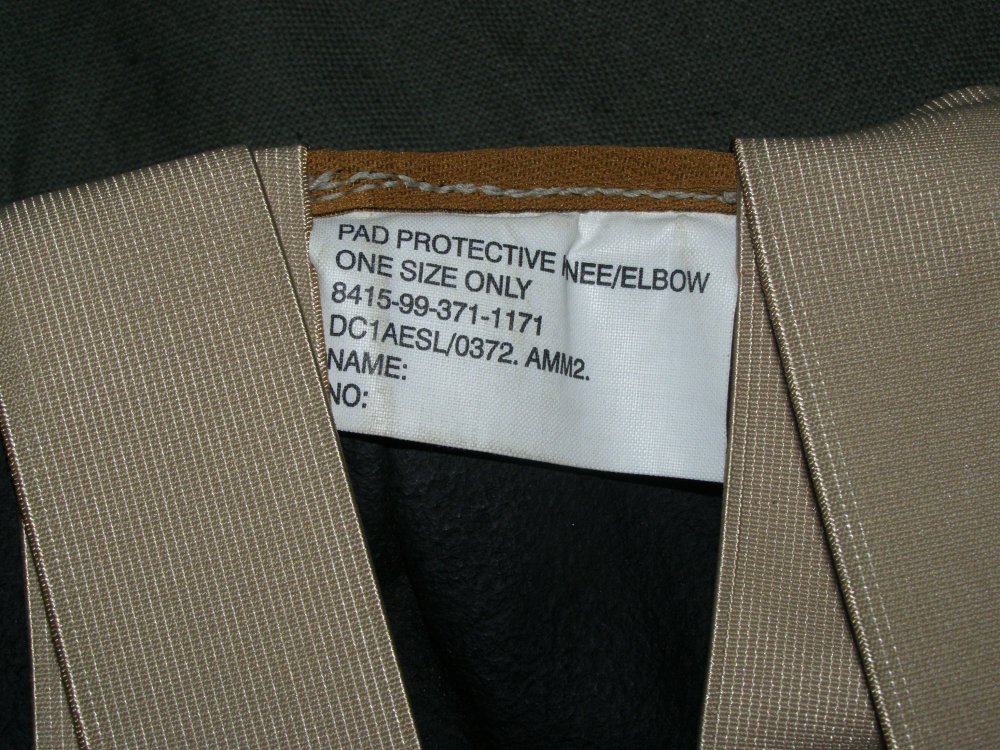 PAD PROTECTIVE NEE/ELBOW
ONE SIZE ONLY
8415-99-371-1171
DC1AESL/0372. AMM2.
NAME:
NO: